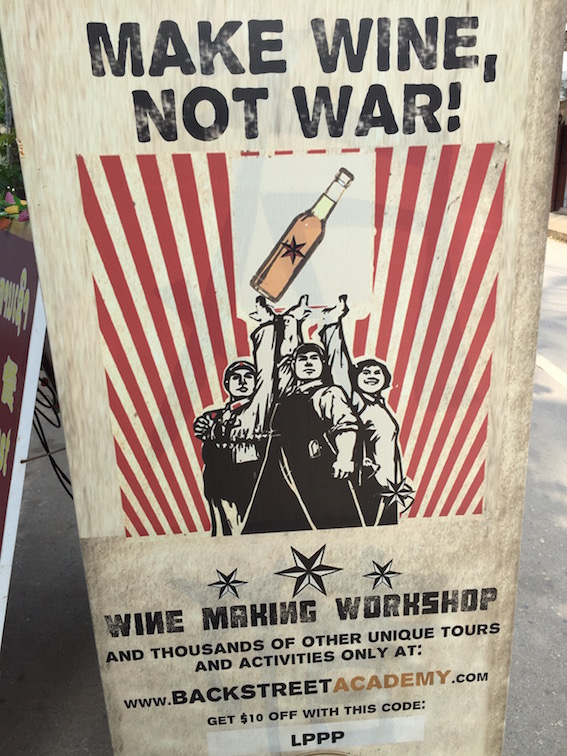 MAKE WINE,
NOT WAR!
WINE MAKING WORKSHOP
AND THOUSANDS OF OTHER UNIQUE TOURS
AND ACTIVITIES ONLY AT:
www.BACKSTREETACADEMY.COM
GET $10 OFF WITH THIS CODE:
LPPP